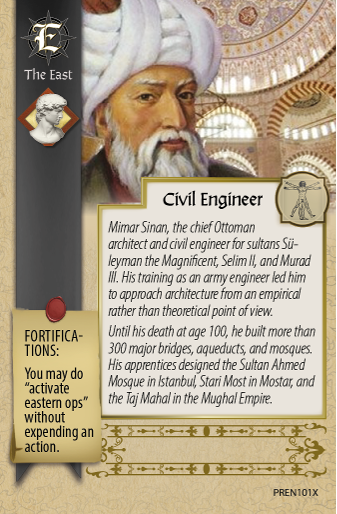 E
The East
Civil Engineer
Mimar Sinan, the chief Ottoman
architect and civil engineer for sultans Sü-
leyman the Magnificent, Selim II, and Murad
III. His training as an army engineer led him
to approach architecture from an empirical
rather than theoretical point of view.
Until his death at age 100, he built more than
300 major bridges, aqueducts, and mosques.
His apprentices designed the Sultan Ahmed
Mosque in Istanbul, Stari Most in Mostar, and
the Taj Mahal in the Mughal Empire.
FORTIFICA-
TIONS:
You may do
“activate
eastern ops”
without
expending an
action.
PREN101X